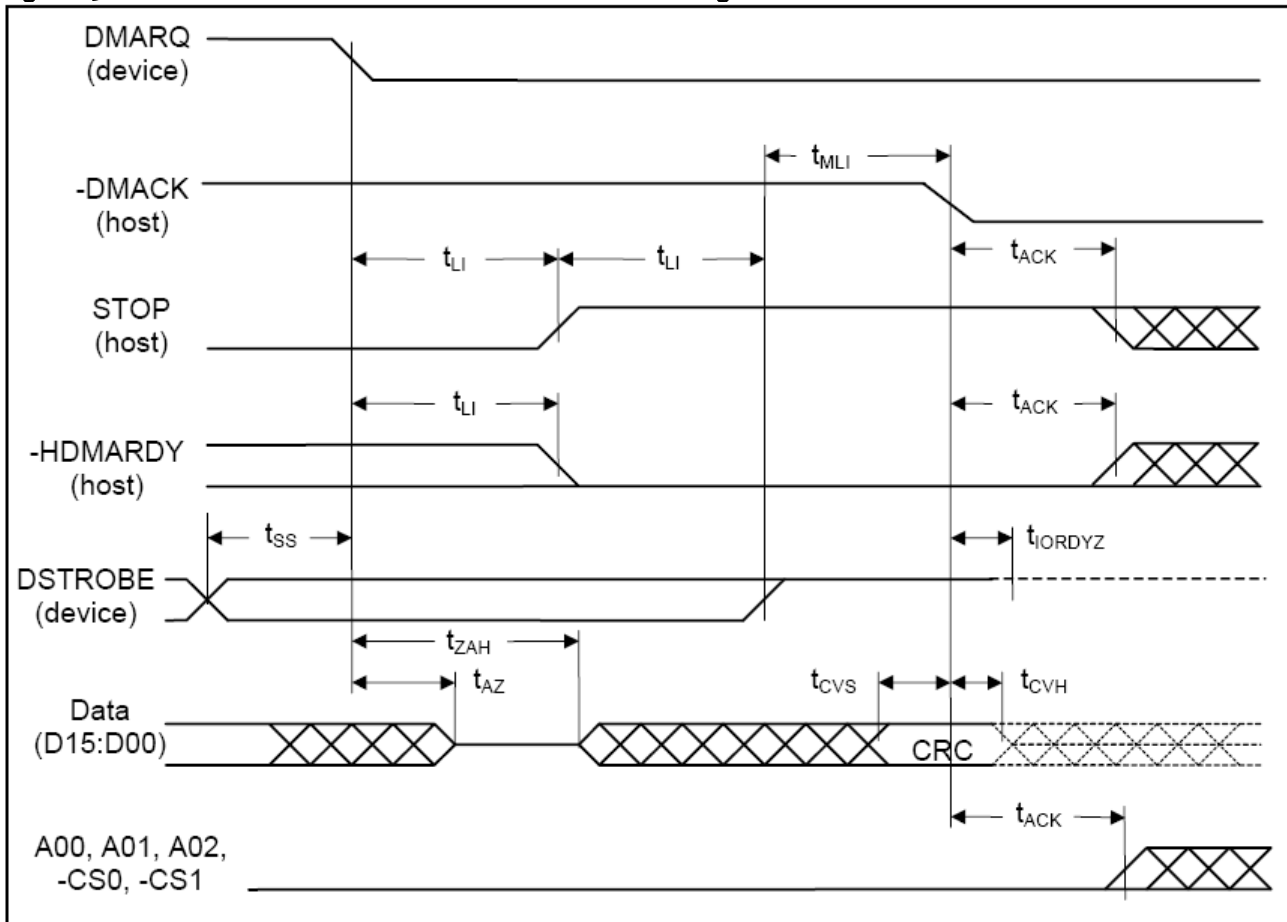 DMARQ
(device)
tMLI
-DMACK
(host)
tLI
tLI
tACK
STOP
(host)
tLI
tACK
-HDMARDY
(host)
tSS
tIORDYZ
DSTROBE
(device)
tZAH
tAZ
tCVS
tCVH
Data
(D15:D00)
CRC
tACK
A00, A01, A02,
-CS0, -CS1